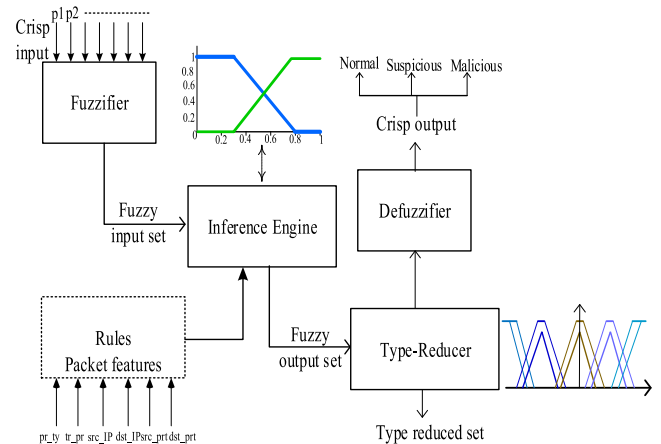 p1 p2
Crisp
input
Fuzzifier
1
0.8
0.6
0.4
0.2
0 0.2 0.4 0.6 0.8 1
Normal Suspicious Malicious
Crisp output
Fuzzy
input set
Inference Engine
Defuzzifier
Rules
Packet features
Fuzzy
output set
Type-Reducer
Type reduced set
pr_ty tr_pr src_IP dst_IP src_prt dst_prt